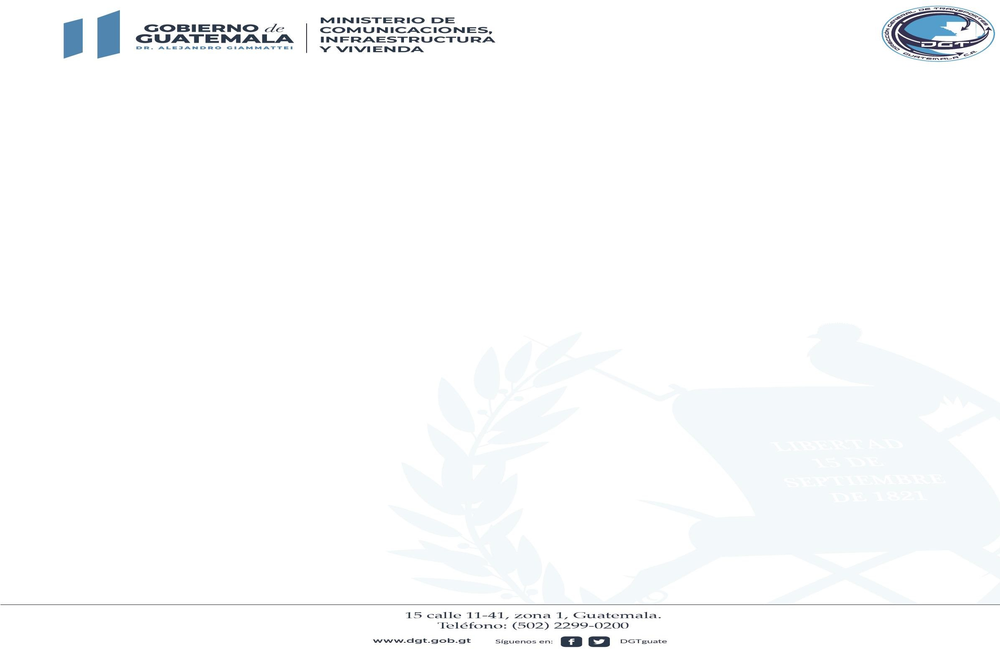 GOBIERNO de
GUATEMALA
DR. ALEJANDRO GIAMMATTEI
MINISTERIO DE
COMUNICACIONES,
INFRAESTRUCTURA
Y VIVIENDA
DIRECCIÓN GENERAL DE TRANSPORTES
DGT
GUATEMALA C.A.
LIBERTAD
15 DE
SEPTIEMBRE
DE 1821
15 calle 11-41, zona 1, Guatemala.
Teléfono: (502) 2299-0200
www.dgt.gob.gt Síguenos en: f DGTguate